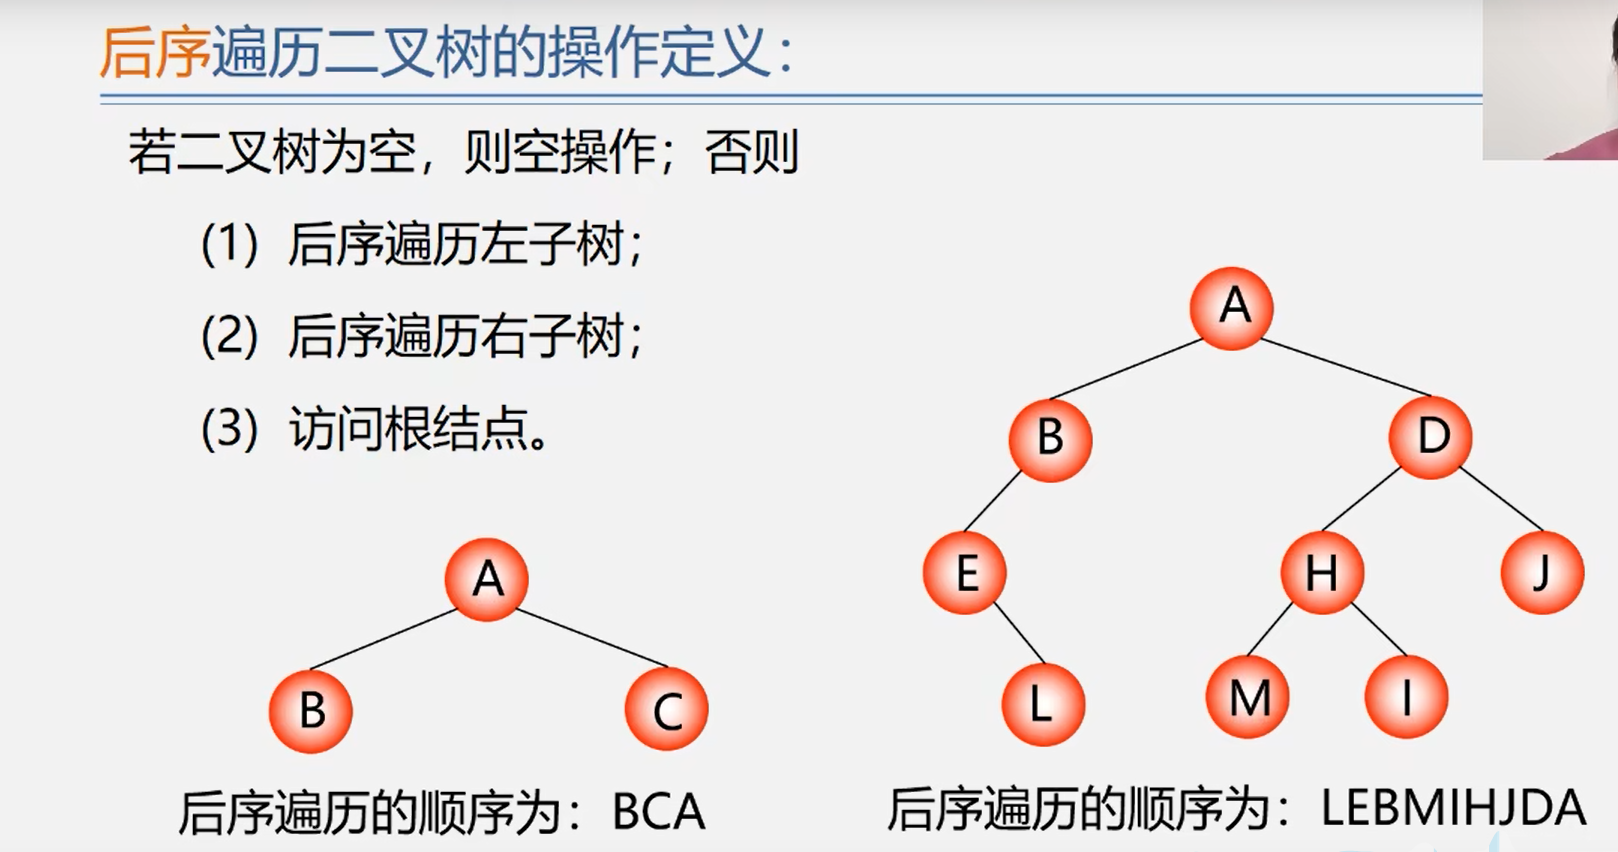 后序遍历二叉树的操作定义：
若二叉树为空，则空操作；否则
(1) 后序遍历左子树；
(2) 后序遍历右子树；
(3) 访问根结点。
A
B C
后序遍历的顺序为：BCA
A
B D
E H J
L M I
后序遍历的顺序为：LEBMIHJDA